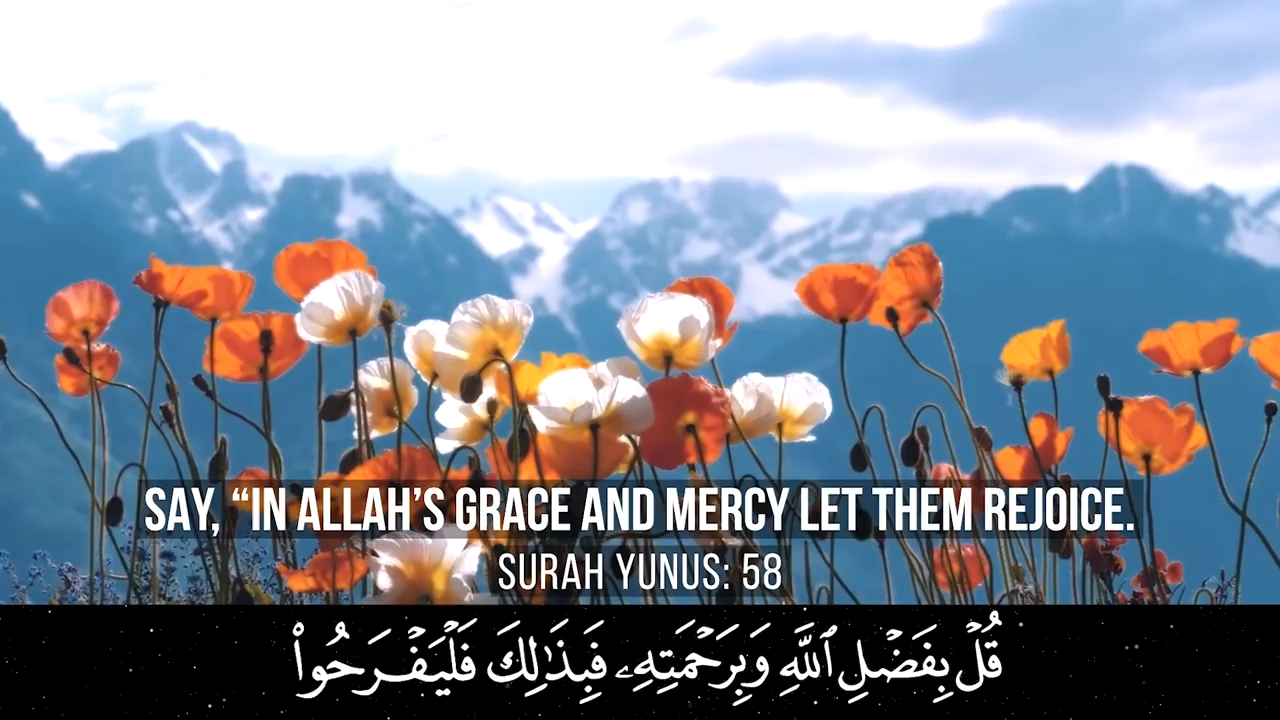 SAY, “IN ALLAH’S GRACE AND MERCY LET THEM REJOICE.
SURAH YUNUS: 58
قُلْ بِفَضْلِ ٱللَّهِ وَبِرَحْمَتِهِۦ فَبِذَٰلِكَ فَلْيَفْرَحُوا۟